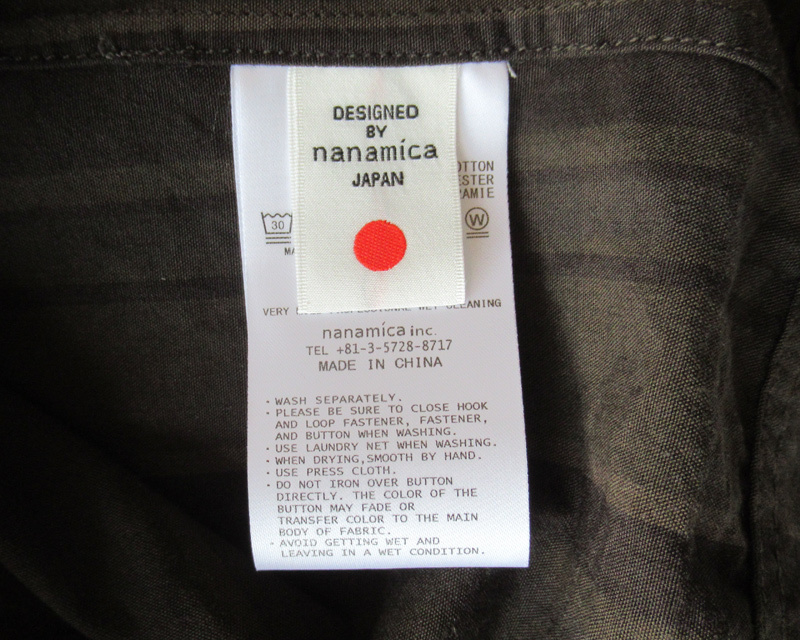 DESIGNED
BY
nanamica
JAPAN
30
W
VERY CLEANING
nanamica inc.
TEL +81-3-5728-8717
MADE IN CHINA
・WASH SEPARATELY.
・PLEASE BE SURE TO CLOSE HOOK
AND LOOP FASTENER, FASTENER,
AND BUTTON WHEN WASHING.
・USE LAUNDRY NET WHEN WASHING.
・WHEN DRYING,SMOOTH BY HAND.
・USE PRESS CLOTH.
・DO NOT IRON OVER BUTTON
DIRECTLY. THE COLOR OF THE
BUTTON MAY FADE OR
TRANSFER COLOR TO THE MAIN
BODY OF FABRIC.
・AVOID GETTING WET AND
LEAVING IN A WET CONDITION.